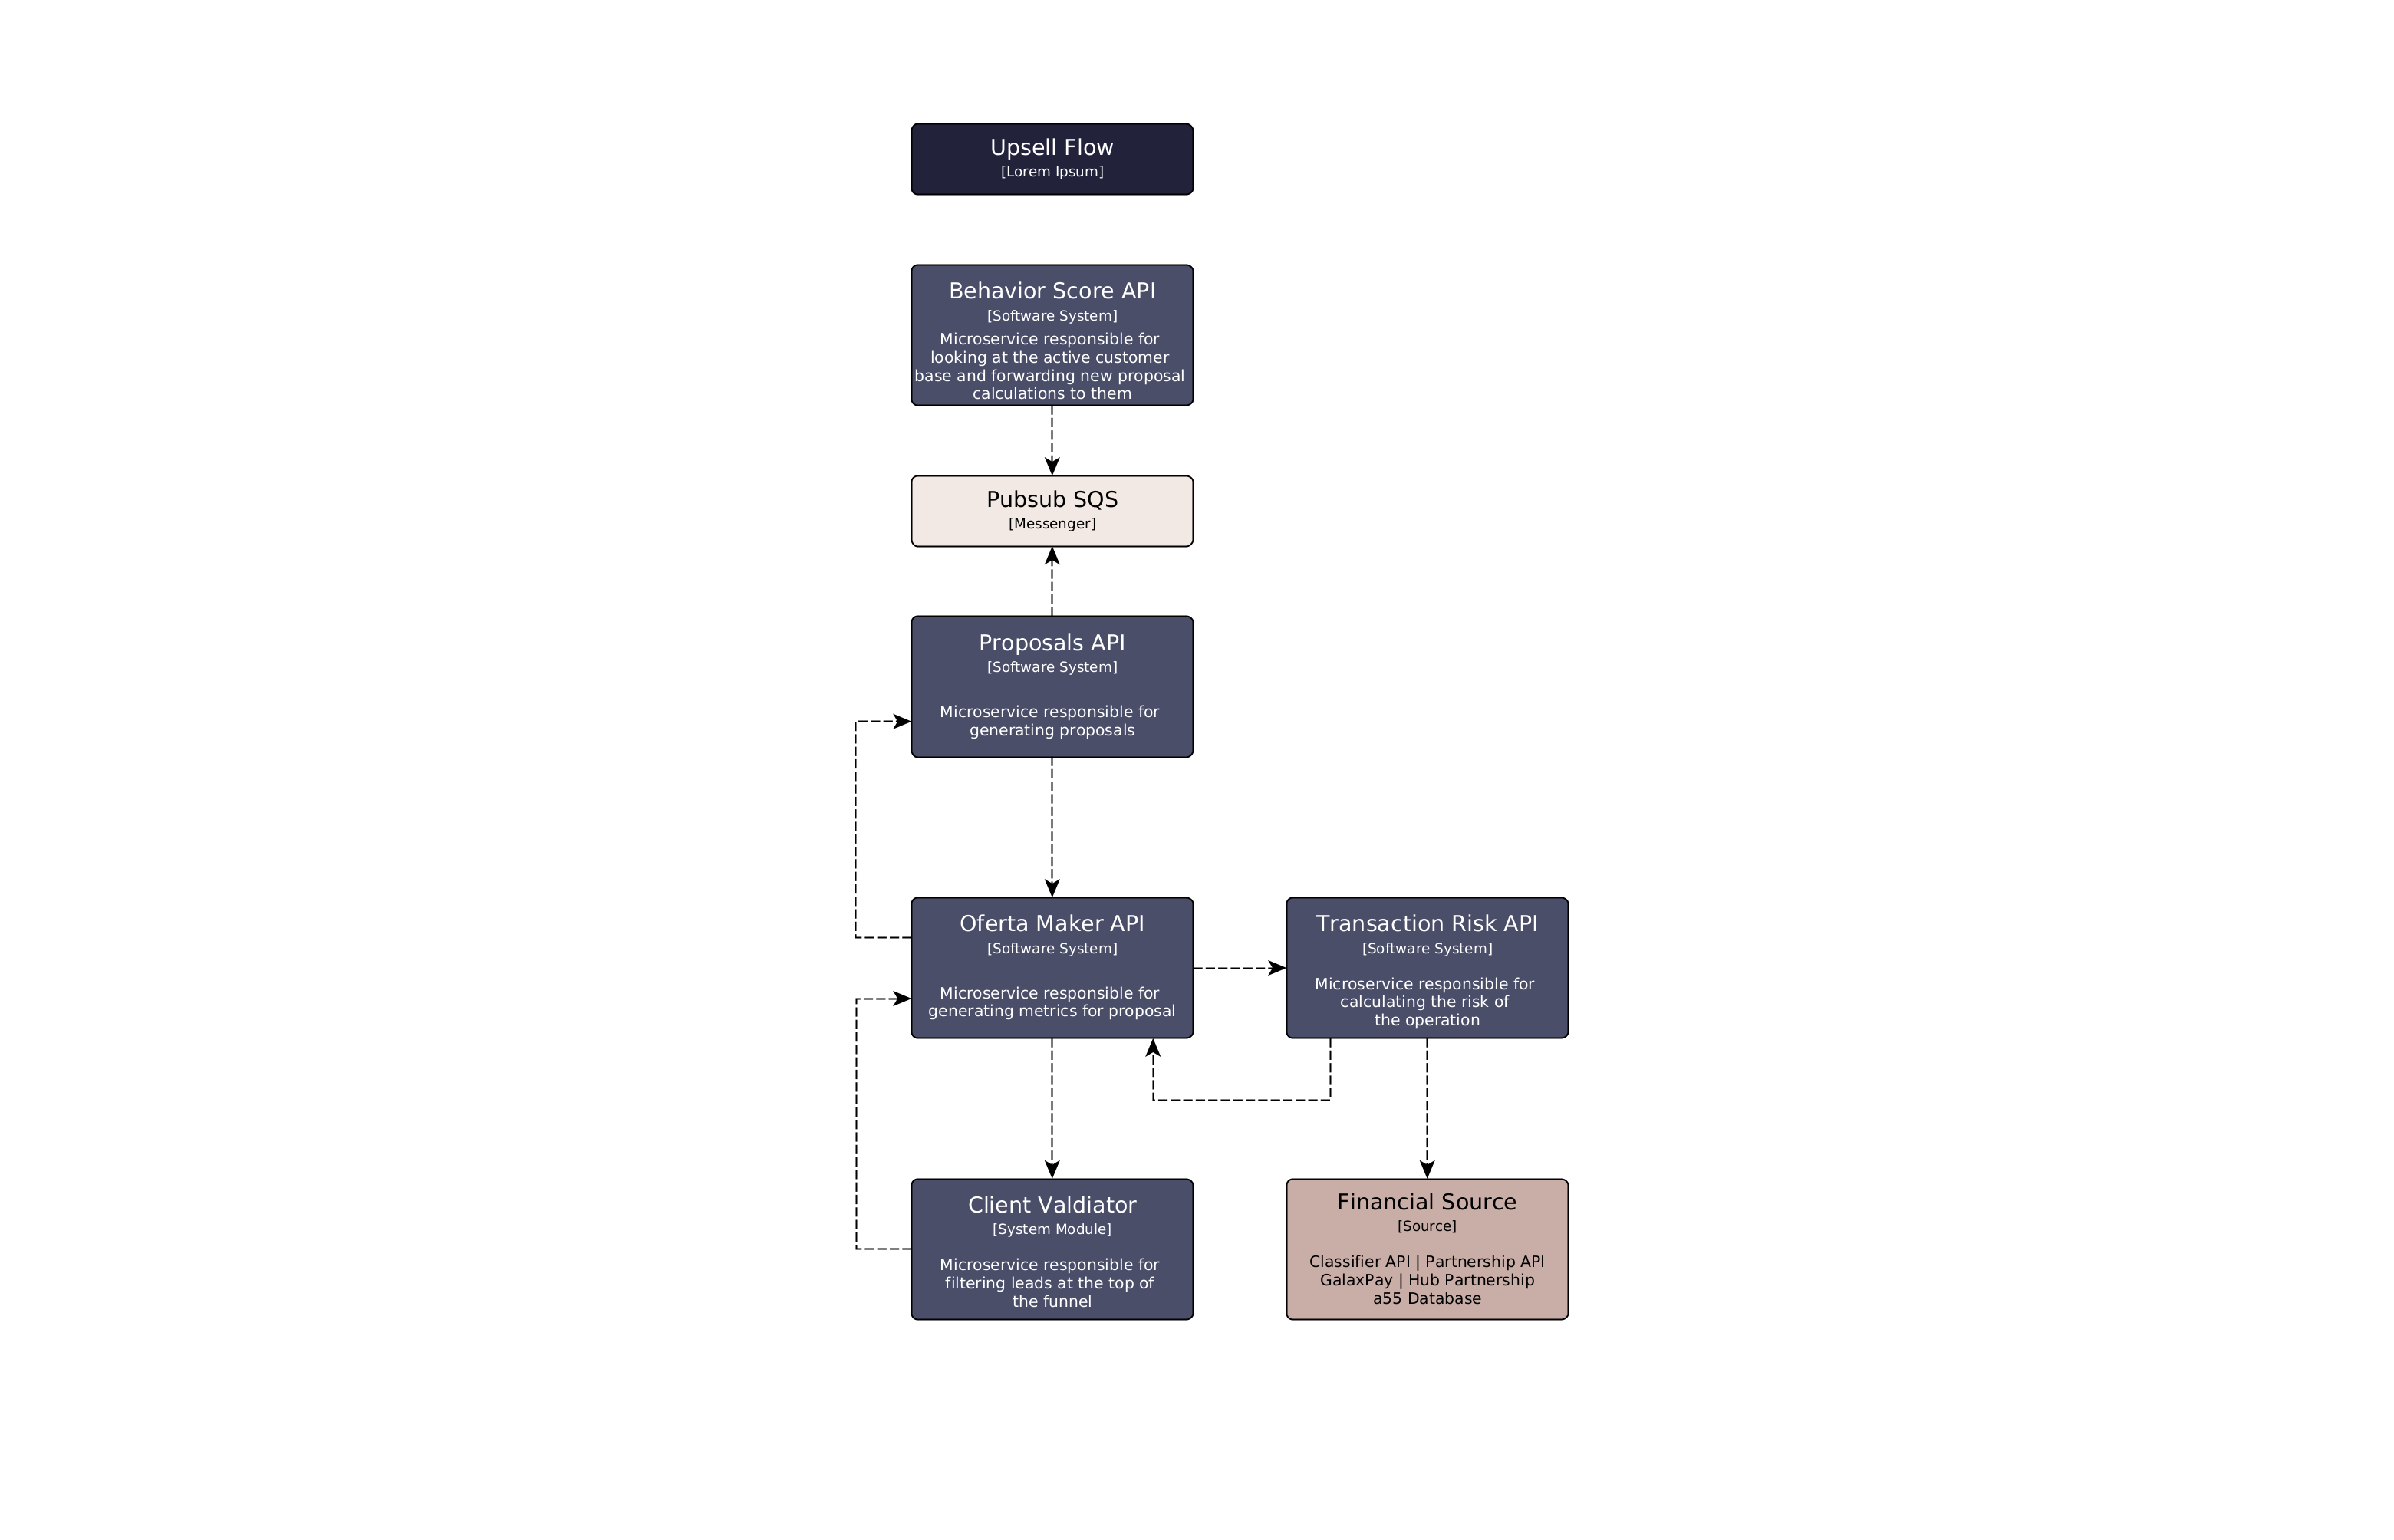 Upsell Flow
[Lorem Ipsum]
Behavior Score API
[Software System]
Microservice responsible for
looking at the active customer
base and forwarding new proposal
calculations to them
Pubsub SQS
[Messenger]
Proposals API
[Software System]
Microservice responsible for
generating proposals
Oferta Maker API
[Software System]
Microservice responsible for
generating metrics for proposal
Transaction Risk API
[Software System]
Microservice responsible for
calculating the risk of
the operation
Client Valdiator
[System Module]
Microservice responsible for
filtering leads at the top of
the funnel
Financial Source
[Source]
Classifier API | Partnership API
GalaxPay | Hub Partnership
a55 Database